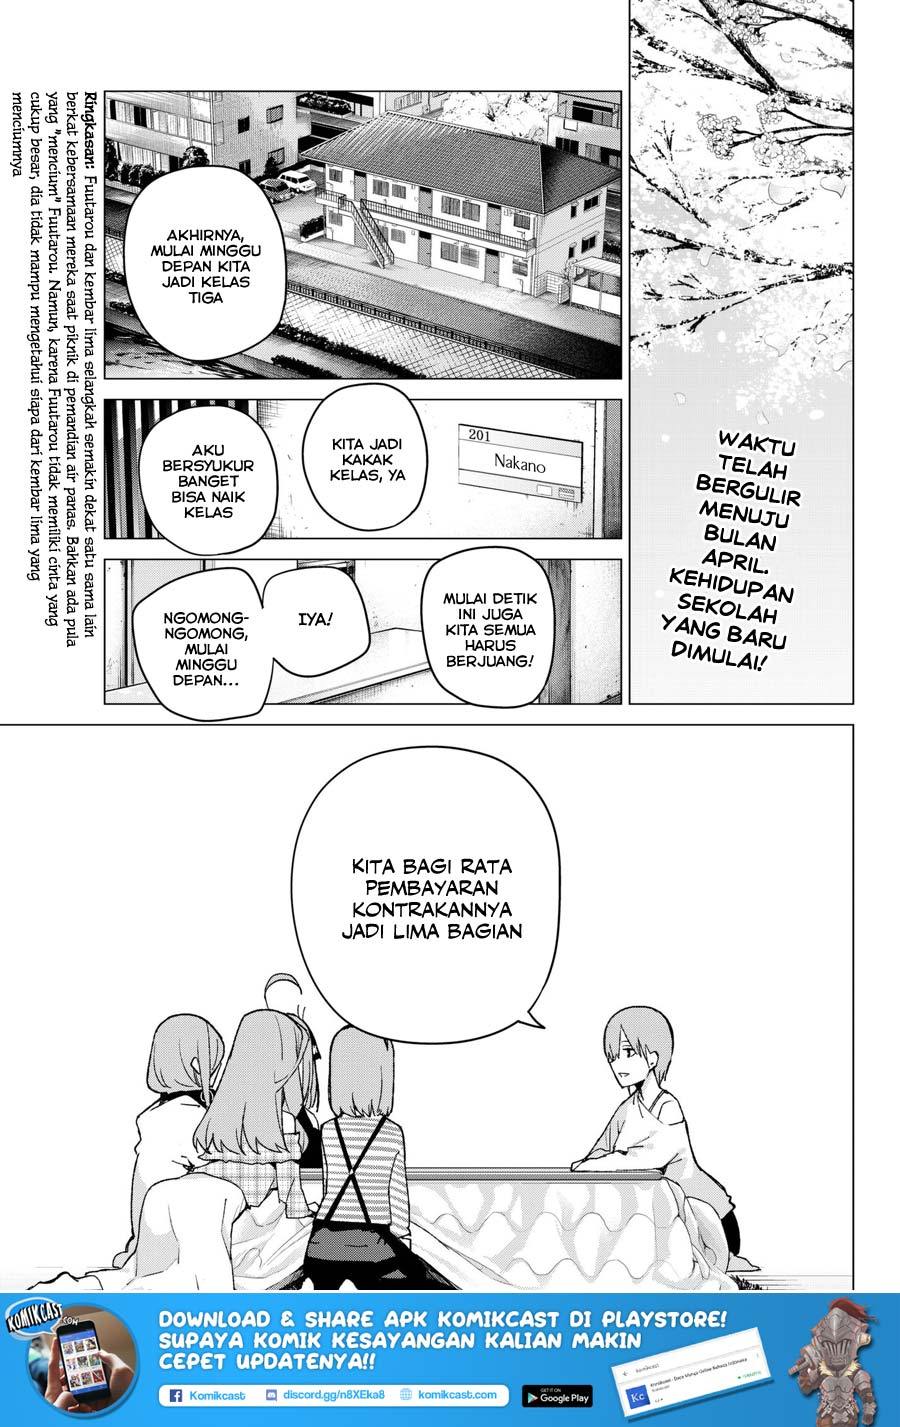 WAKTU
TELAH
BERGULIR
MENUJU
BULAN
APRIL.
KEHIDUPAN
SEKOLAH
YANG BARU
DIMULAI!
AKHIRNYA,
MULAI MINGGU
DEPAN KITA
JADI KELAS
TIGA
201
Nakano
KITA JADI
KAKAK
KELAS, YA
AKU
BERSYUKUR
BANGET
BISA NAIK
KELAS
MULAI DETIK
INI JUGA
KITA SEMUA
HARUS
BERJUANG!
IYA!
NGOMONG-
NGOMONG,
MULAI
MINGGU
DEPAN...
Ringkasan: Fuutarou dan kembar lima selangkah semakin dekat satu sama lain
berkat kebersamaan mereka saat piknik di pemandian air panas. Bahkan ada pula
yang "mencium" Fuutarou. Namun, karena Fuutarou tidak memiliki cinta yang
cukup besar, dia tidak mampu mengetahui siapa dari kembar lima yang
menciumnya
KITA BAGI RATA
PEMBAYARAN
KONTRAKANNYA
JADI LIMA BAGIAN
KOMIKCAST
.COM
DOWNLOAD & SHARE APK KOMIKCAST DI PLAYSTORE!
SUPAYA KOMIK KESAYANGAN KALIAN MAKIN
CEPET UPDATENYA!!
Komikcast
discord.gg/n8XEka8
komikcast.com
GET IT ON
Google Play
Kc